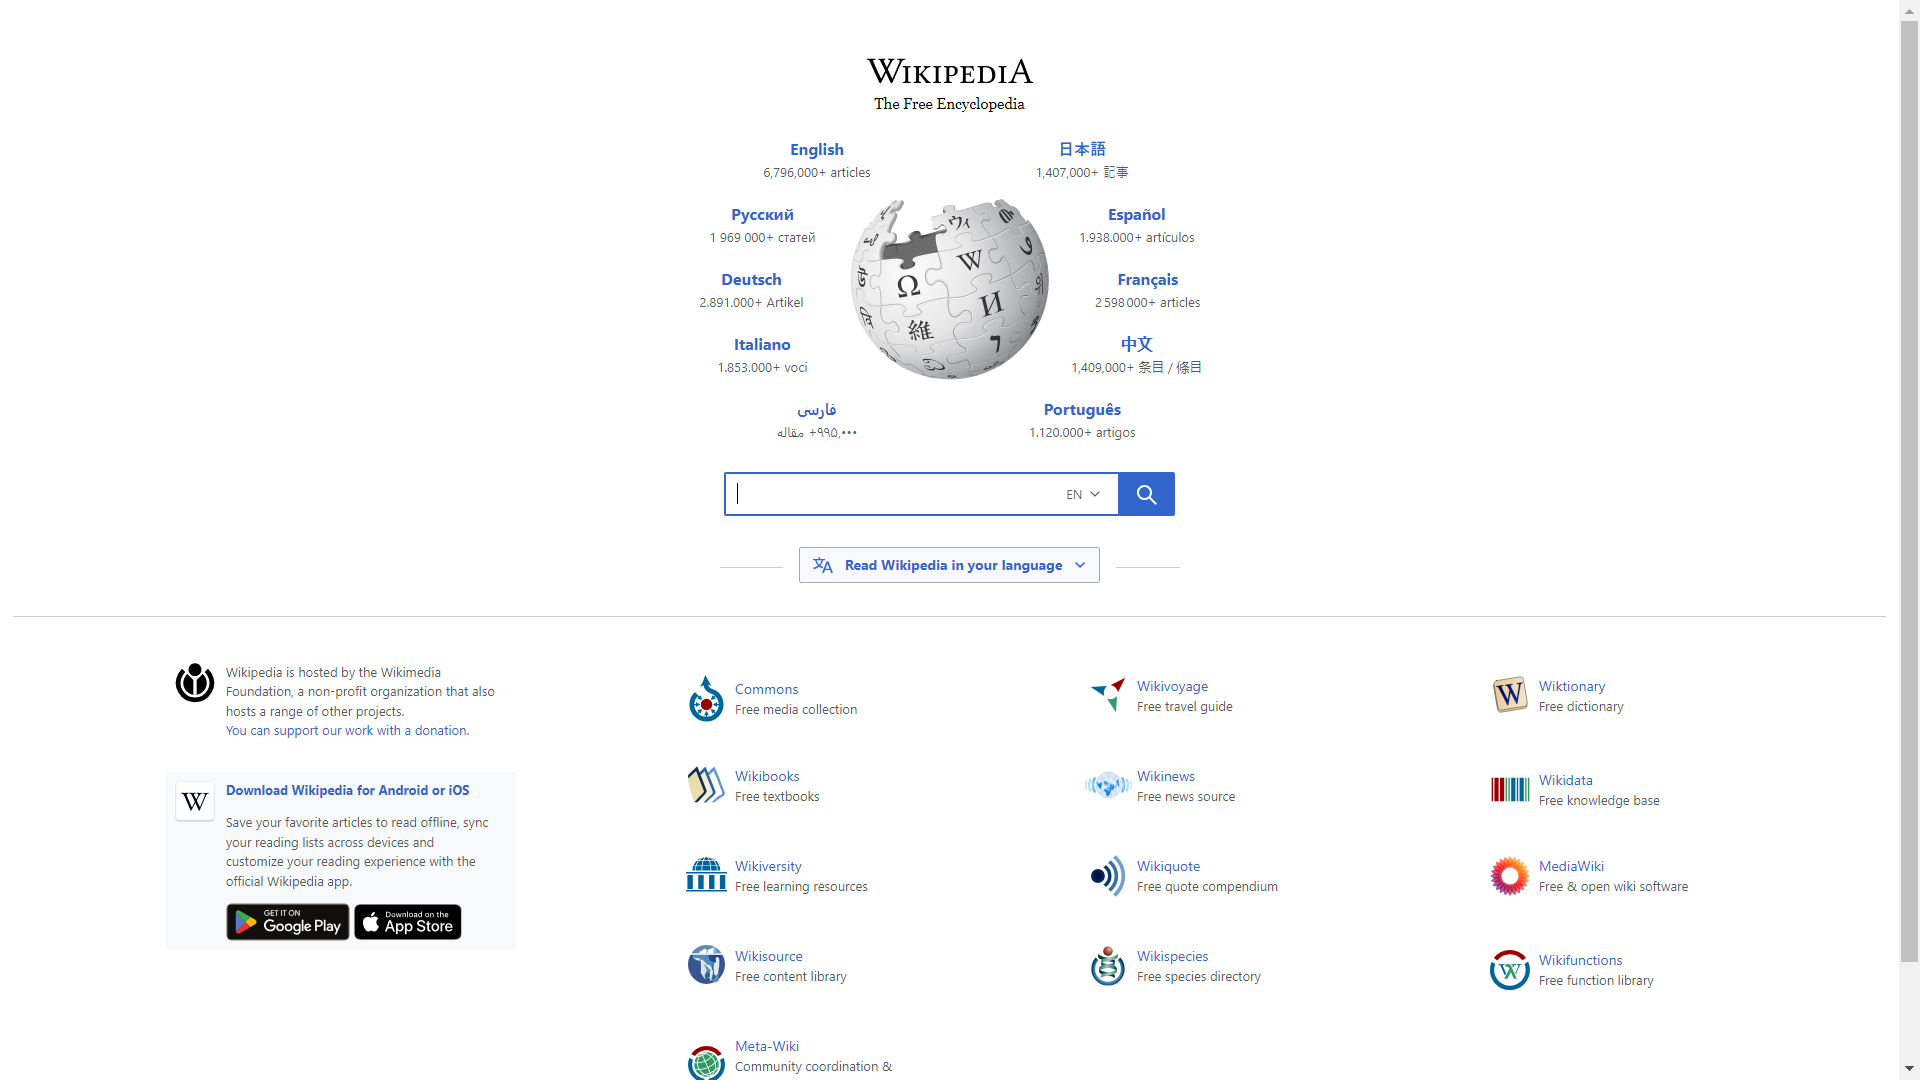 WIKIPEDIA
The Free Encyclopedia
English
6,796,000+ articles
日本語
1,407,000+ 記事
Русский
1 969 000+ статей
Español
1.938.000+ artículos
Deutsch
2.891.000+ Artikel
Français
2 598 000+ articles
Italiano
1.853.000+ voci
中文
1,409,000+ 条目 / 條目
فارسی
۹۹۵٬۰۰۰+ مقاله
Português
1.120.000+ artigos
EN
Read Wikipedia in your language
Wikipedia is hosted by the Wikimedia
Foundation, a non-profit organization that also
hosts a range of other projects.
You can support our work with a donation.
Download Wikipedia for Android or iOS
Save your favorite articles to read offline, sync
your reading lists across devices and
customize your reading experience with the
official Wikipedia app.
GET IT ON
Google Play
Download on the
App Store
Commons
Free media collection
Wikivoyage
Free travel guide
Wiktionary
Free dictionary
Wikibooks
Free textbooks
Wikinews
Free news source
Wikidata
Free knowledge base
Wikiversity
Free learning resources
Wikiquote
Free quote compendium
MediaWiki
Free & open wiki software
Wikisource
Free content library
Wikispecies
Free species directory
Wikifunctions
Free function library
Meta-Wiki
Community coordination &